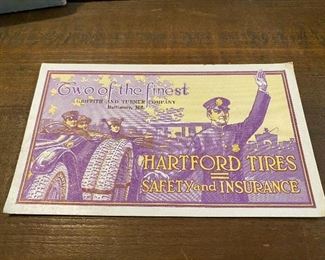 Two of the finest
GRIFFITH AND TURNER COMPANY
Baltimore, Md.
HARTFORD TIRES
=
SAFETY and INSURANCE